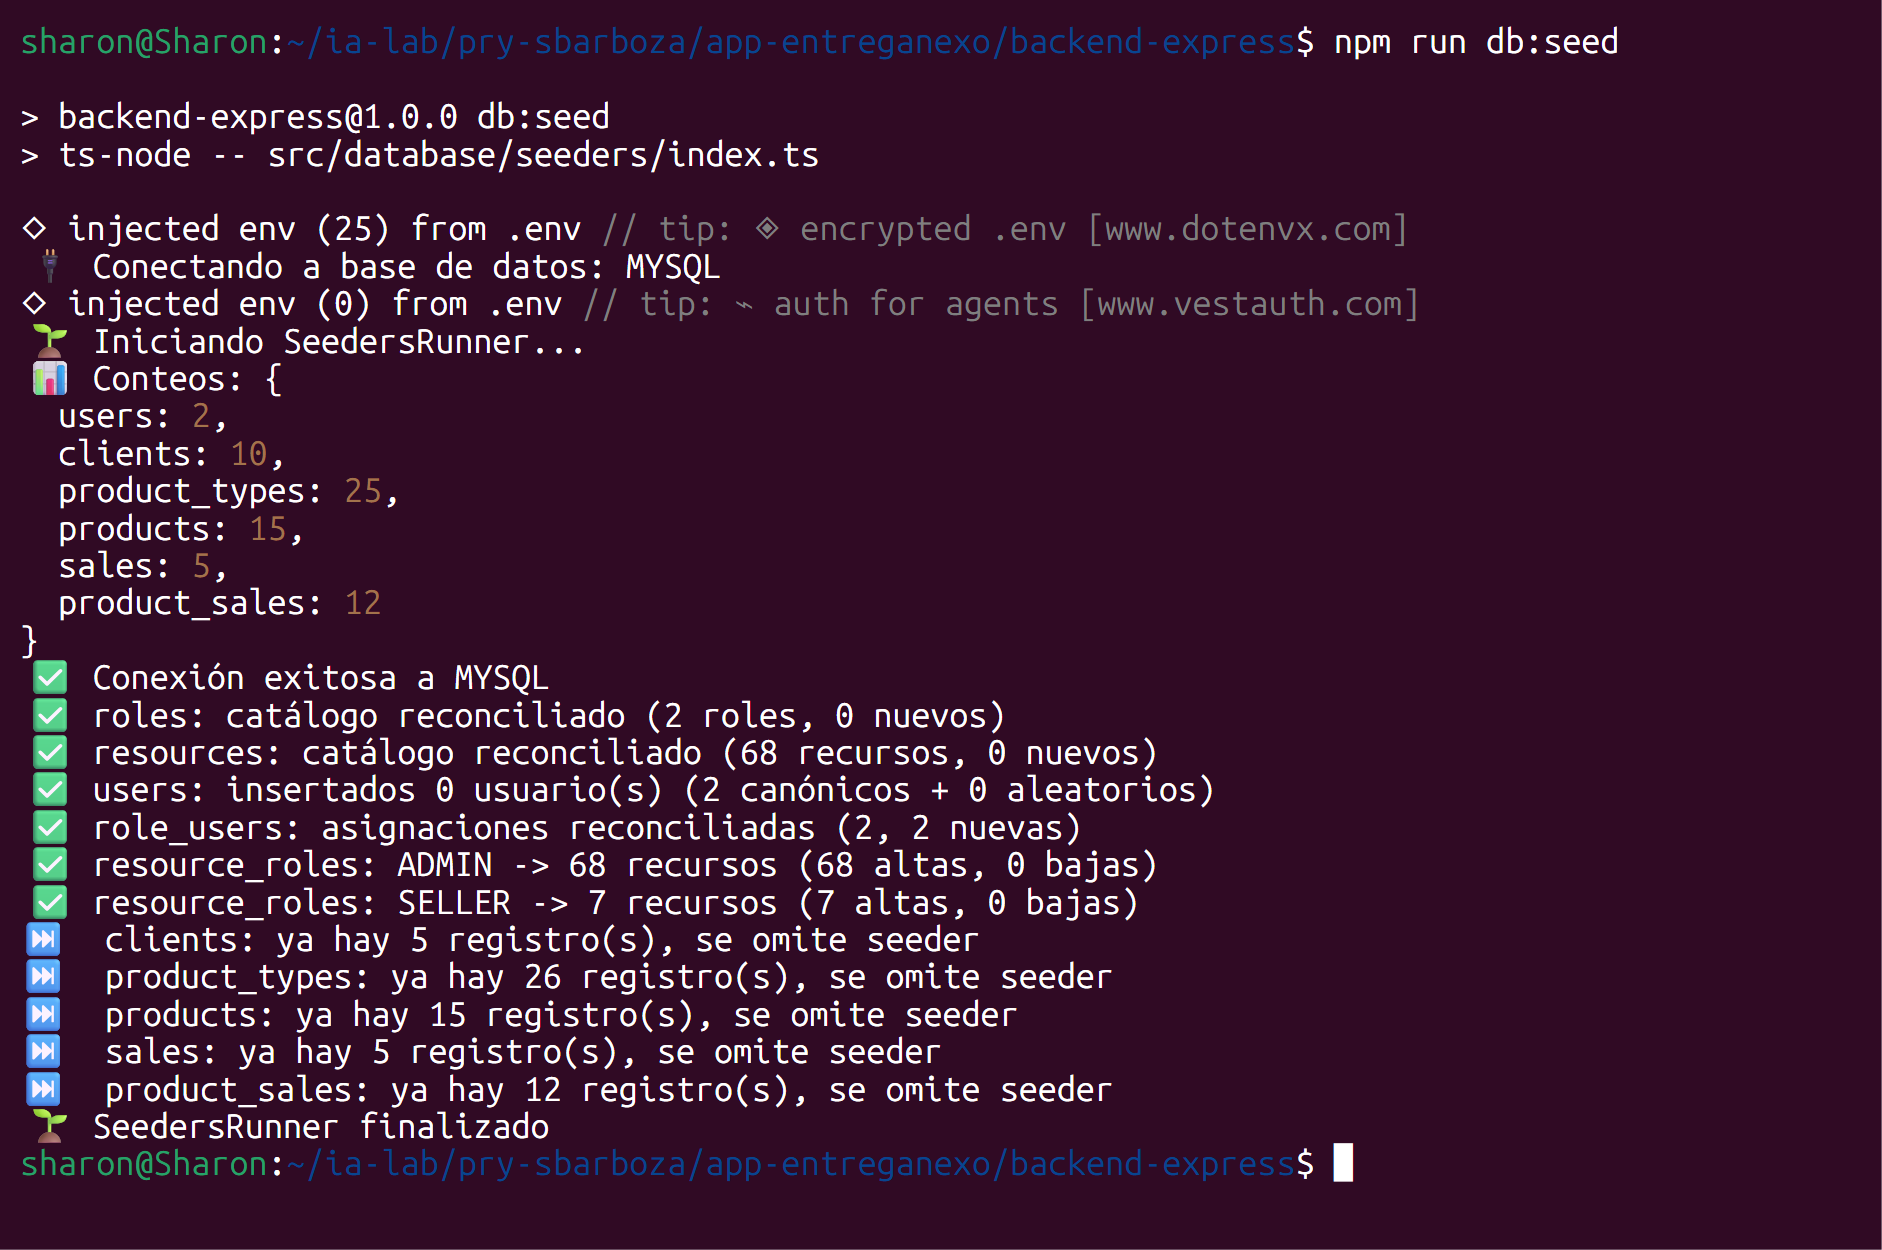 sharon@Sharon:~/ia-lab/pry-sbarboza/app-entreganexo/backend-express$ npm run db:seed
> backend-express@1.0.0 db:seed
> ts-node -- src/database/seeders/index.ts
◇ injected env (25) from .env // tip: ◈ encrypted .env [www.dotenvx.com]
🔌 Conectando a base de datos: MYSQL
◇ injected env (0) from .env // tip: ⌁ auth for agents [www.vestauth.com]
🌱 Iniciando SeedersRunner...
📊 Conteos: {
  users: 2,
  clients: 10,
  product_types: 25,
  products: 15,
  sales: 5,
  product_sales: 12
}
✅ Conexión exitosa a MYSQL
✅ roles: catálogo reconciliado (2 roles, 0 nuevos)
✅ resources: catálogo reconciliado (68 recursos, 0 nuevos)
✅ users: insertados 0 usuario(s) (2 canónicos + 0 aleatorios)
✅ role_users: asignaciones reconciliadas (2, 2 nuevas)
✅ resource_roles: ADMIN -> 68 recursos (68 altas, 0 bajas)
✅ resource_roles: SELLER -> 7 recursos (7 altas, 0 bajas)
⏭ clients: ya hay 5 registro(s), se omite seeder
⏭ product_types: ya hay 26 registro(s), se omite seeder
⏭ products: ya hay 15 registro(s), se omite seeder
⏭ sales: ya hay 5 registro(s), se omite seeder
⏭ product_sales: ya hay 12 registro(s), se omite seeder
🌱 SeedersRunner finalizado
sharon@Sharon:~/ia-lab/pry-sbarboza/app-entreganexo/backend-express$